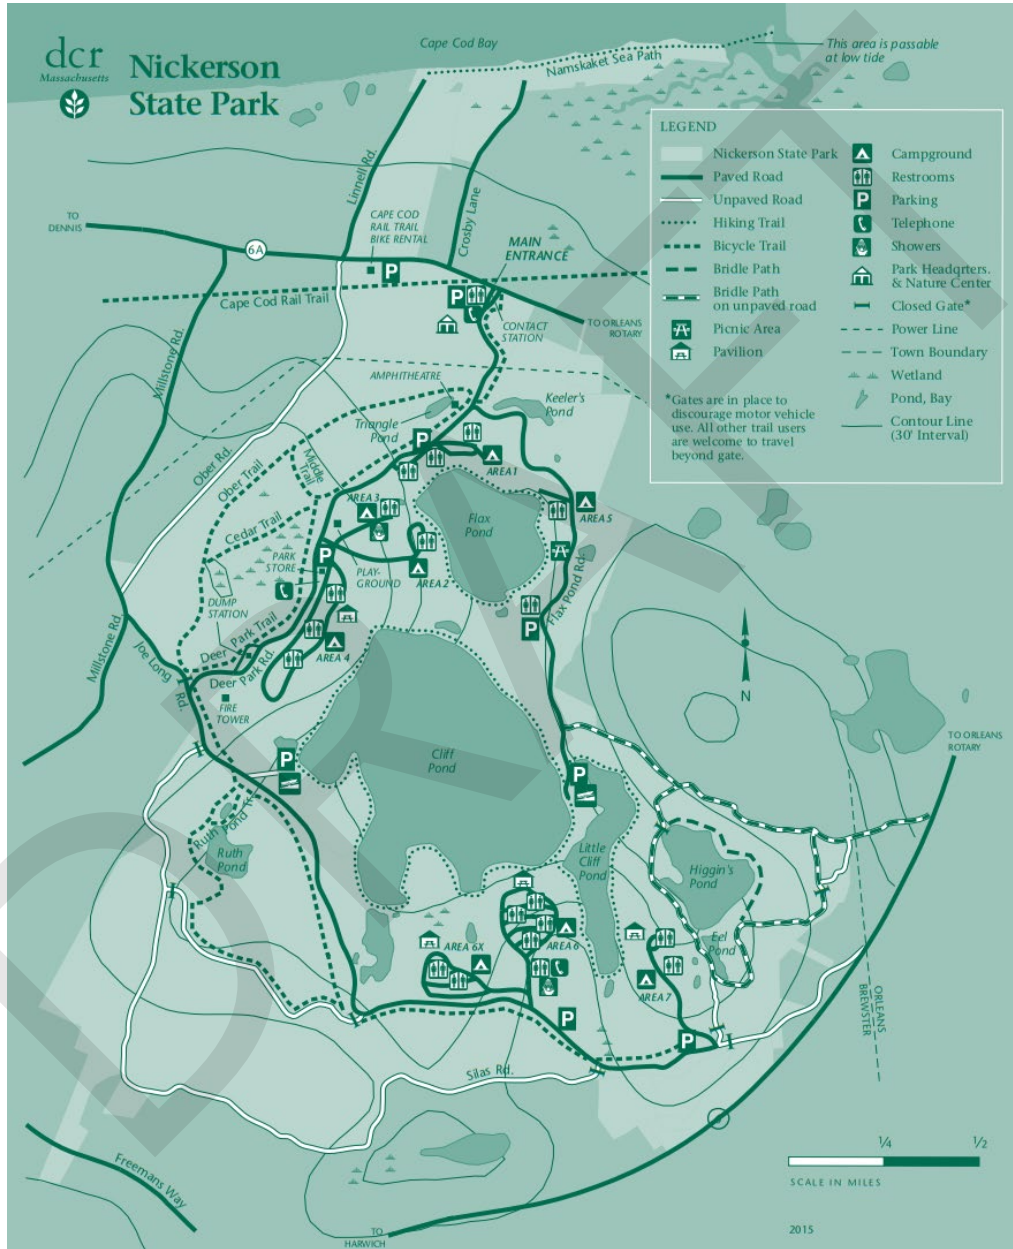 dcr
Massachusetts
Nickerson
State Park
Cape Cod Bay
Namskaket Sea Path
This area is passable
at low tide
LEGEND
Nickerson State Park
Paved Road
Unpaved Road
Hiking Trail
Bicycle Trail
Bridle Path
Bridle Path
on unpaved road
Picnic Area
Pavilion
Campground
Restrooms
P
Parking
Telephone
Showers
Park Headqrters.
& Nature Center
Closed Gate*
Power Line
Town Boundary
Wetland
Pond, Bay
Contour Line
(30' Interval)
*Gates are in place to
discourage motor vehicle
use. All other trail users
are welcome to travel
beyond gate.
Linnell Rd.
Crosby Lane
TO
DENNIS
6A
CAPE COD
RAIL TRAIL
BIKE RENTAL
P
MAIN
ENTRANCE
Cape Cod Rail Trail
P
CONTACT
STATION
TO ORLEANS
ROTARY
Millstone Rd.
AMPHITHEATRE
Keeler's
Pond
Triangle
Pond
P
AREA 1
Ober Rd.
Ober Trail
Middle
Trail
AREA 3
Flax
Pond
AREA 5
Cedar Trail
PARK
STORE
P
PLAY-
GROUND
AREA 2
DUMP
STATION
Flax Pond Rd.
P
Millstone Rd.
Joe Long
Rd.
Deer Park Trail
Deer
Park Rd.
AREA 4
FIRE
TOWER
N
TO ORLEANS
ROTARY
P
Cliff
Pond
P
Ruth Pond Tr.
Ruth
Pond
Little
Cliff
Pond
Higgin's
Pond
AREA 6X
AREA 6
Eel
Pond
AREA 7
P
P
ORLEANS
BREWSTER
Silas Rd.
Freemans Way
TO
HARWICH
1/4
1/2
SCALE IN MILES
2015
DRAFT